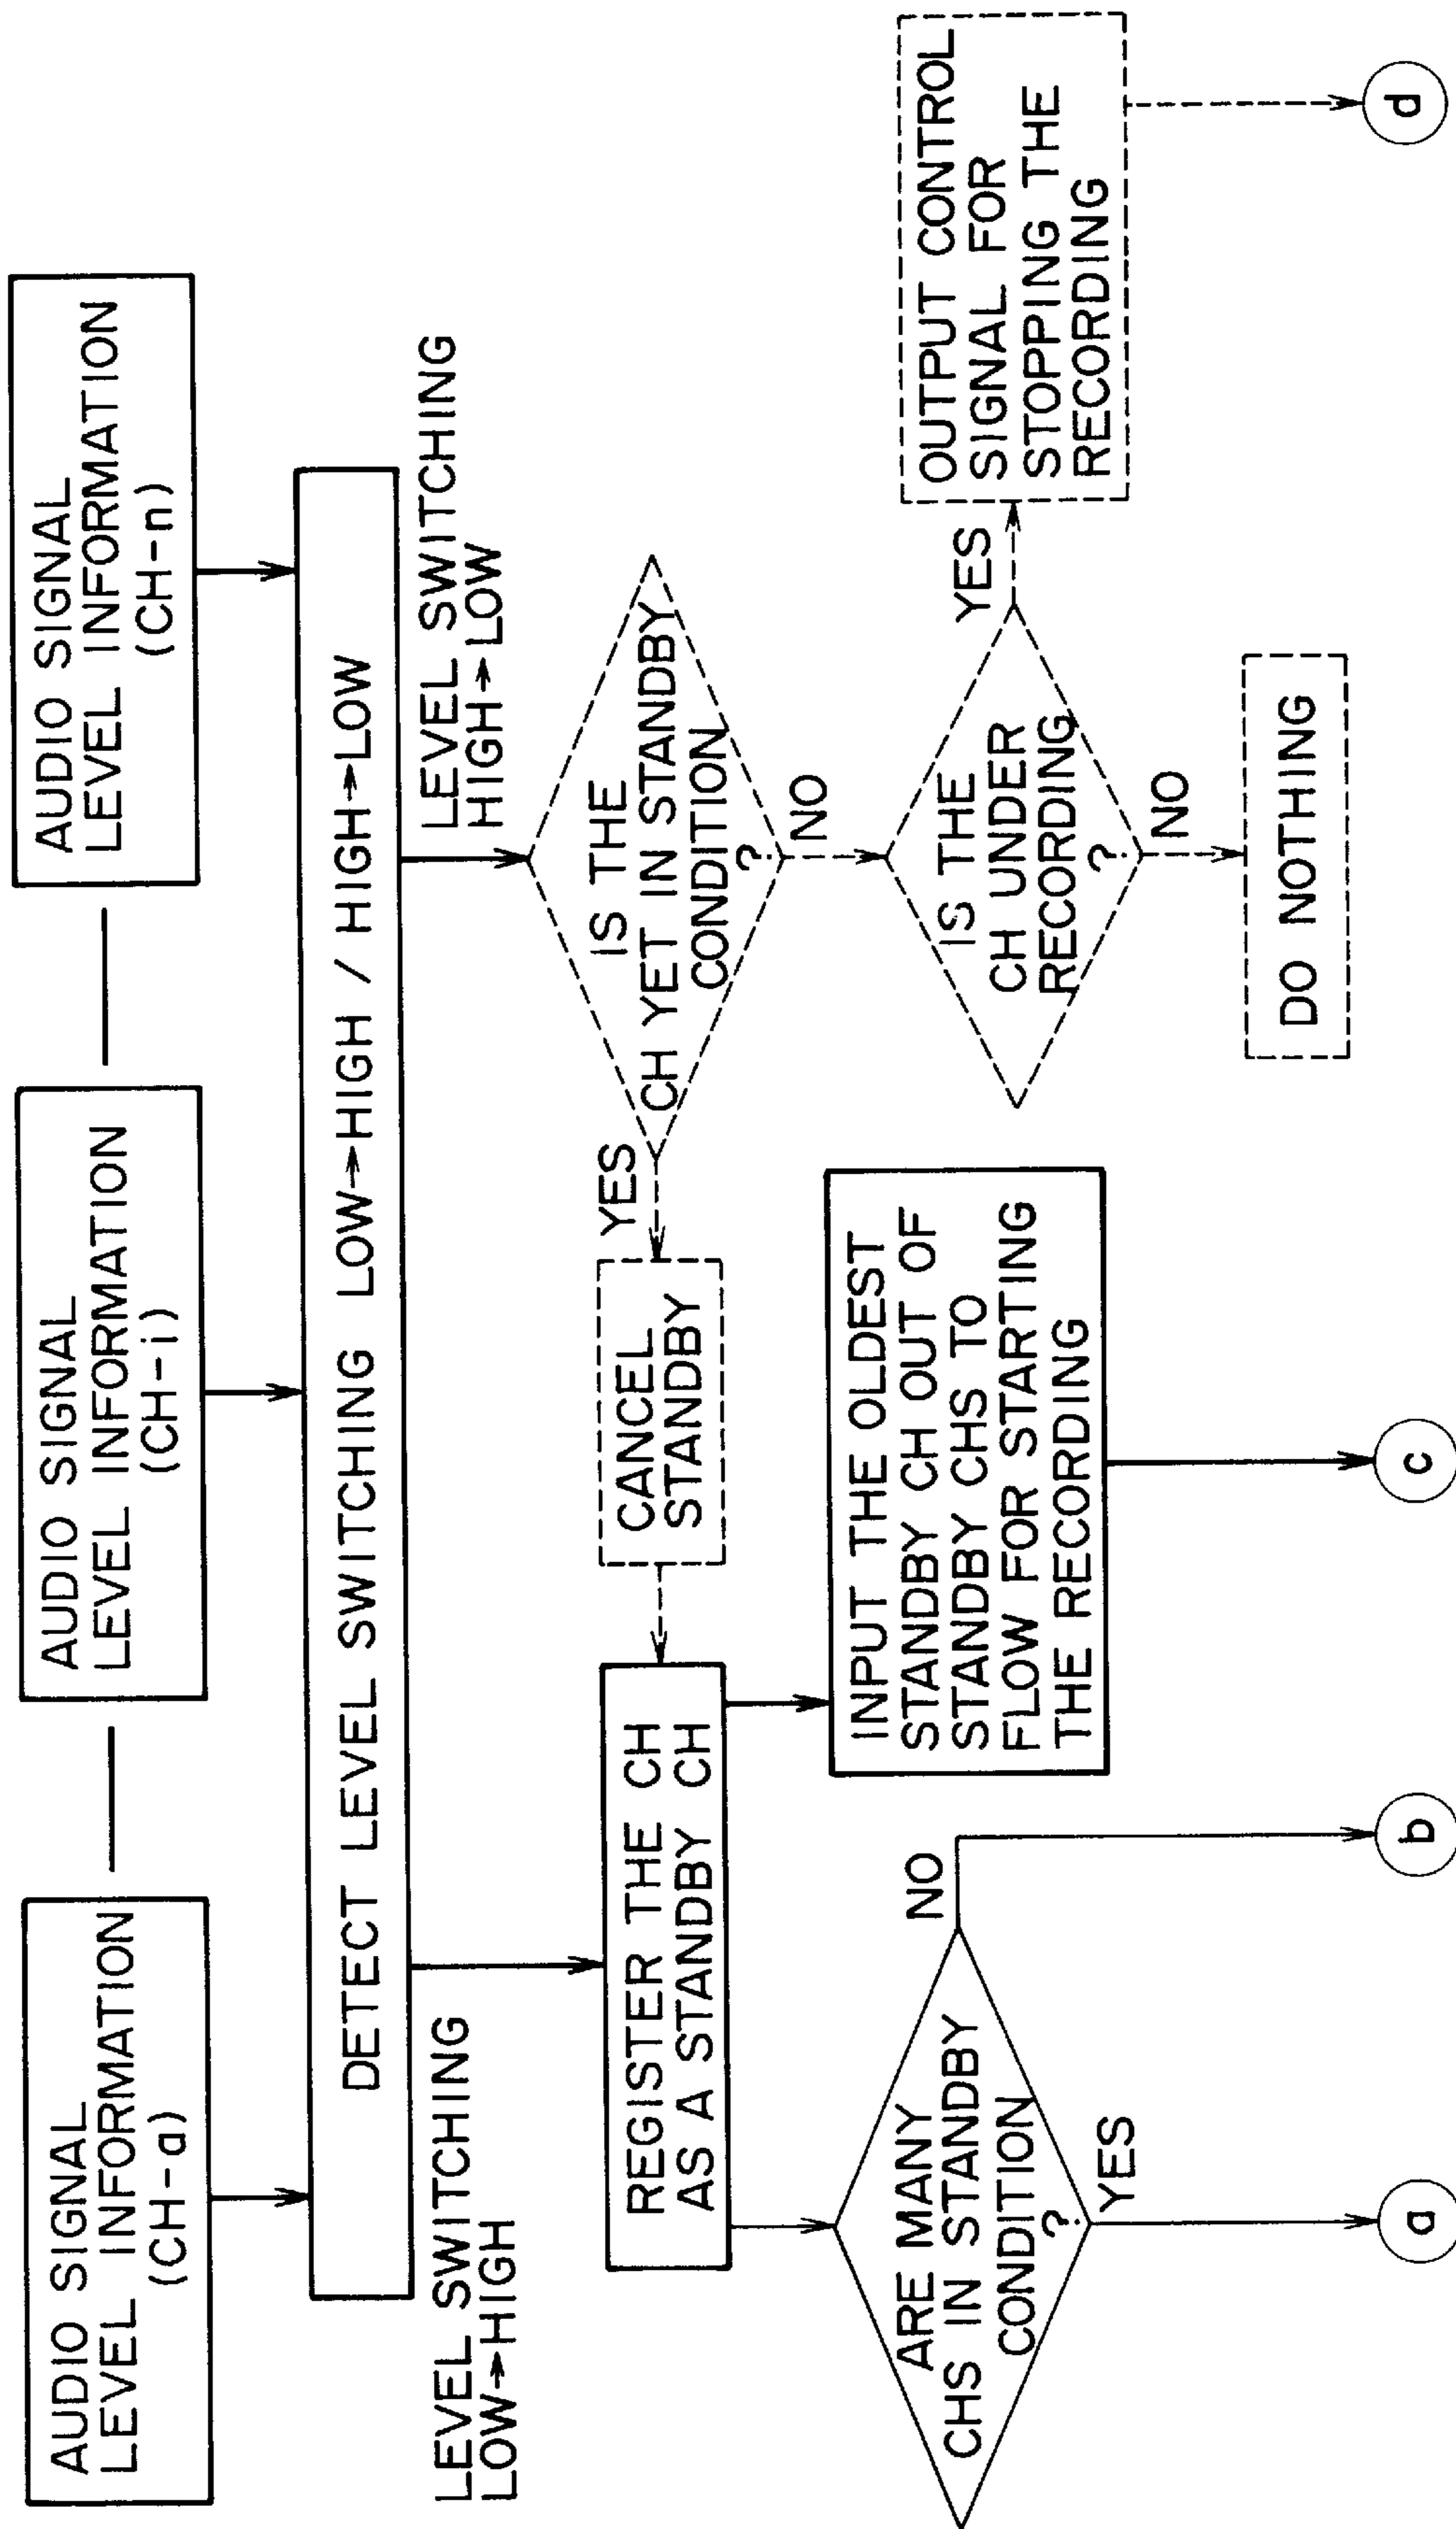 AUDIO SIGNAL
LEVEL INFORMATION
(CH-a)
AUDIO SIGNAL
LEVEL INFORMATION
(CH-i)
AUDIO SIGNAL
LEVEL INFORMATION
(CH-n)
DETECT LEVEL SWITCHING LOW→HIGH / HIGH→LOW
LEVEL SWITCHING
LOW→HIGH
LEVEL SWITCHING
HIGH→LOW
REGISTER THE CH
AS A STANDBY CH
CANCEL
STANDBY
YES
IS THE
CH YET IN STANDBY
CONDITION
?
NO
ARE MANY
CHS IN STANDBY
CONDITION
?
NO
YES
INPUT THE OLDEST
STANDBY CH OUT OF
STANDBY CHS TO
FLOW FOR STARTING
THE RECORDING
IS THE
CH UNDER
RECORDING
?
YES
NO
OUTPUT CONTROL
SIGNAL FOR
STOPPING THE
RECORDING
DO NOTHING
a
b
c
d